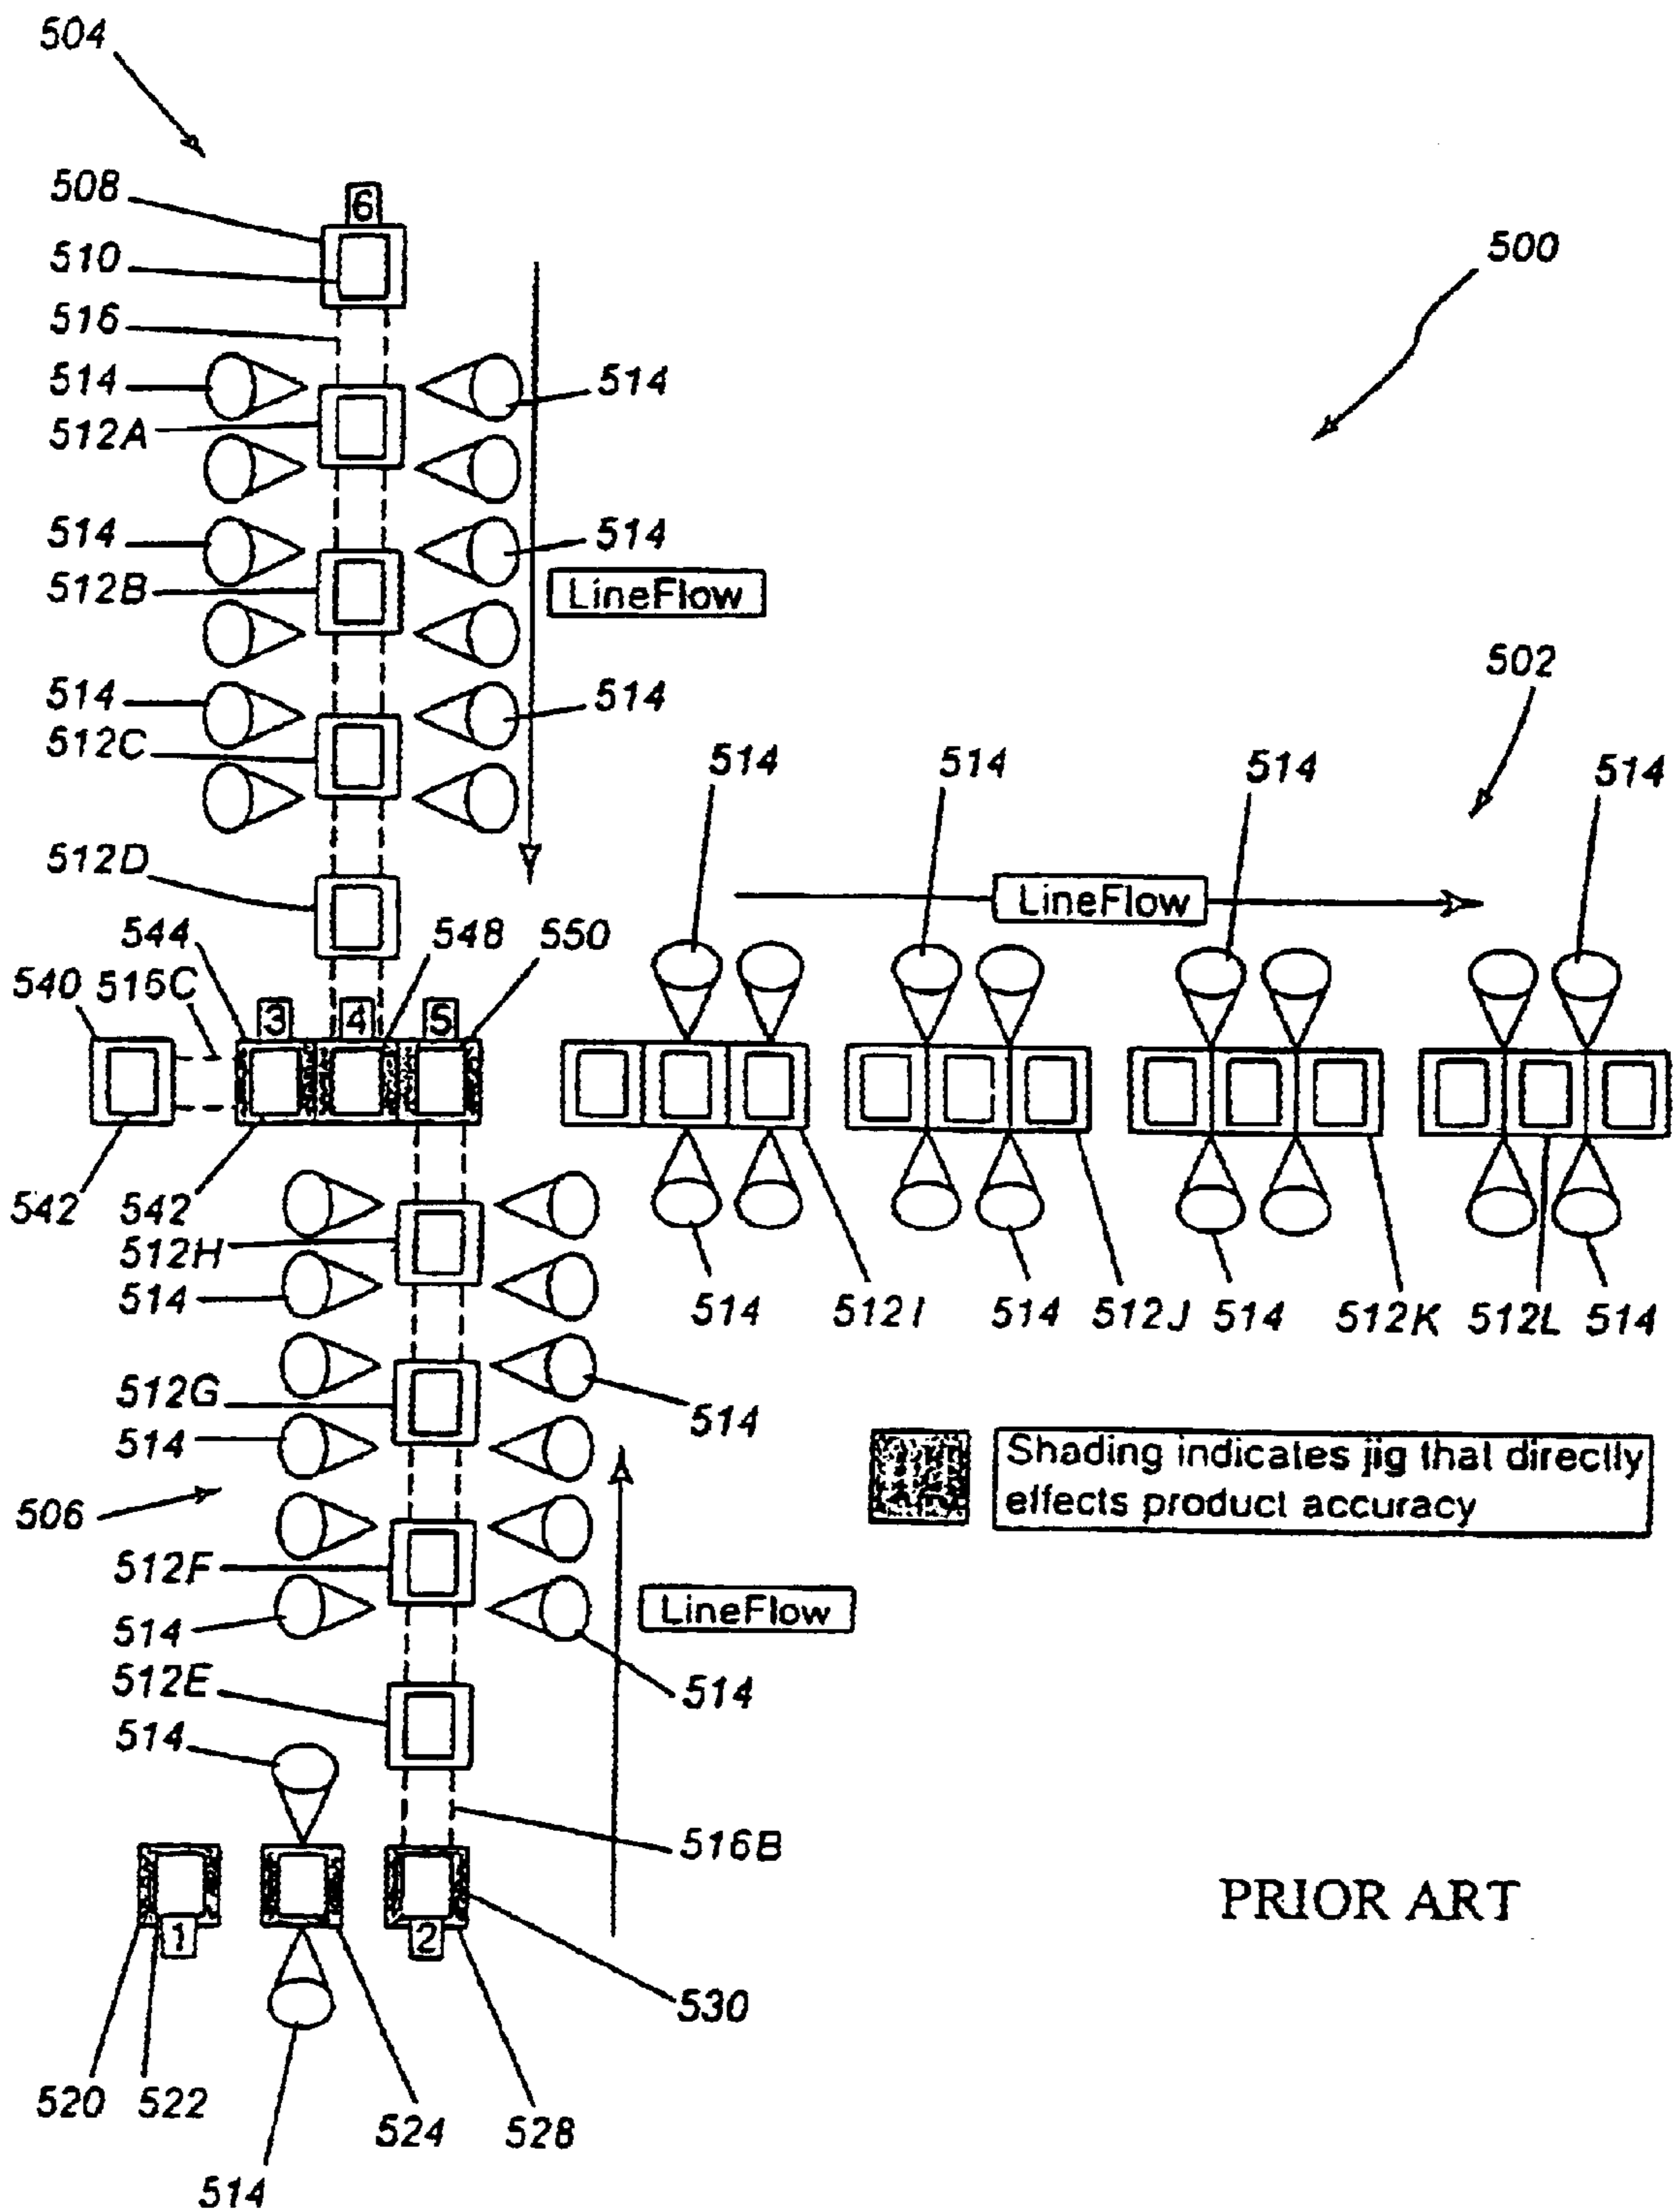 504
508
6
510
500
516
514
514
512A
514
514
512B
LineFlow
502
514
514
512C
514
514
514
514
512D
LineFlow
544
548
550
540
516C
3
4
5
542
542
512H
514
514
512I
514
512J
514
512K
512L
514
512G
514
514
Shading indicates jig that directly
effects product accuracy
506
512F
LineFlow
514
512E
514
514
516B
1
2
PRIOR ART
530
520
522
524
528
514